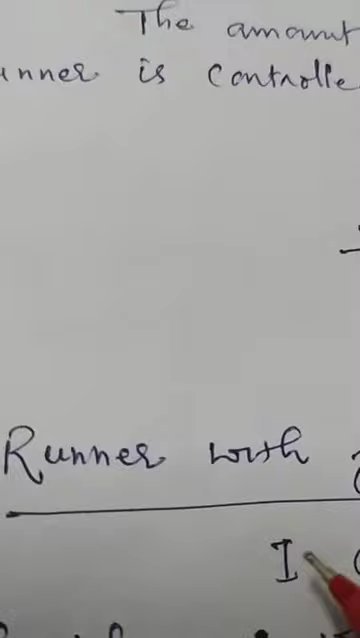 The amount
unner is controlle
Runner with
I